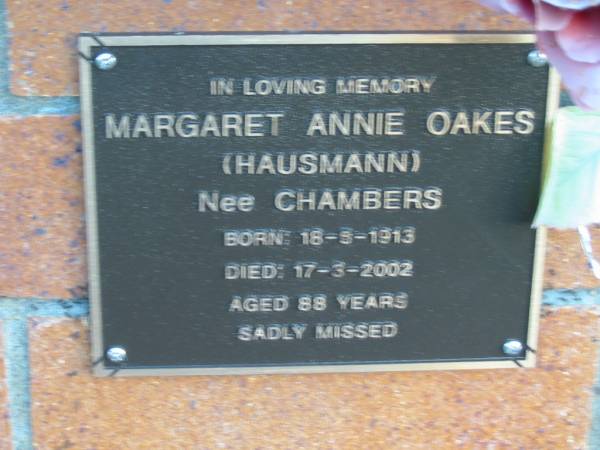 IN LOVING MEMORY
MARGARET ANNIE OAKES
(HAUSMANN)
Nee CHAMBERS
BORN: 18-5-1913
DIED: 17-3-2002
AGED 88 YEARS
SADLY MISSED